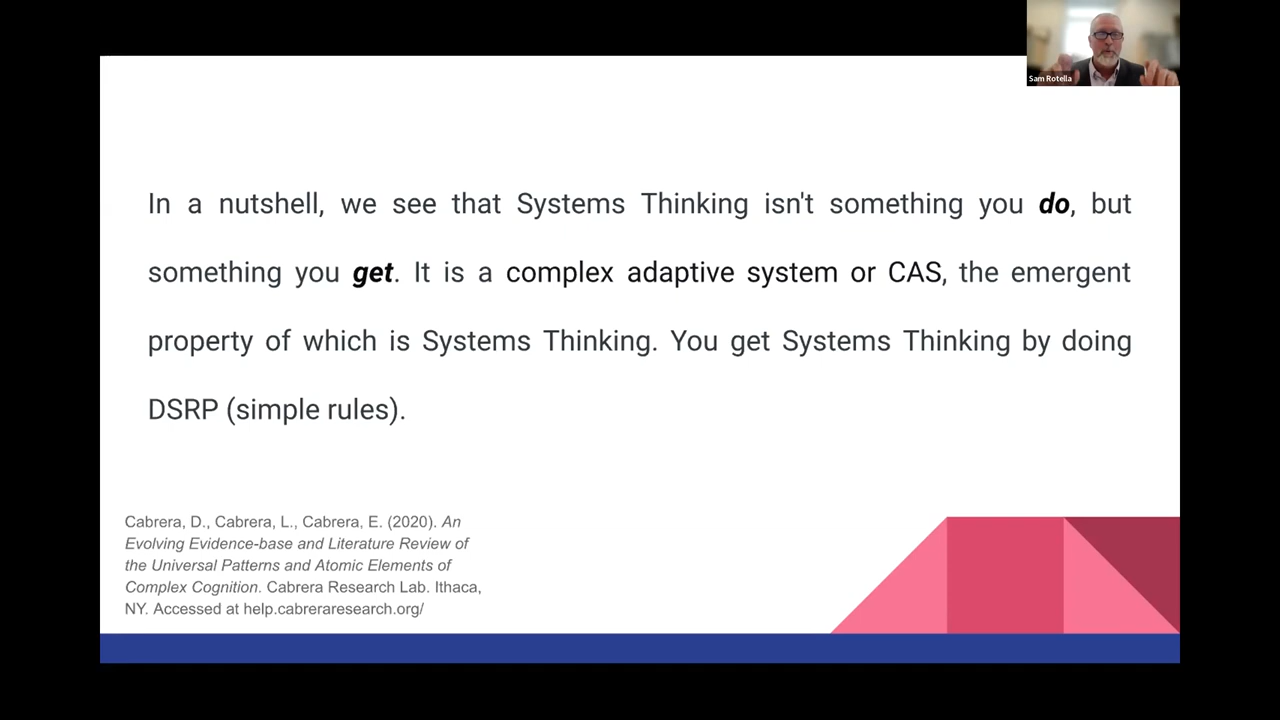 Sam Rotella
In a nutshell, we see that Systems Thinking isn't something you do, but
something you get. It is a complex adaptive system or CAS, the emergent
property of which is Systems Thinking. You get Systems Thinking by doing
DSRP (simple rules).
Cabrera, D., Cabrera, L., Cabrera, E. (2020). An
Evolving Evidence-base and Literature Review of
the Universal Patterns and Atomic Elements of
Complex Cognition. Cabrera Research Lab. Ithaca,
NY. Accessed at help.cabreraresearch.org/